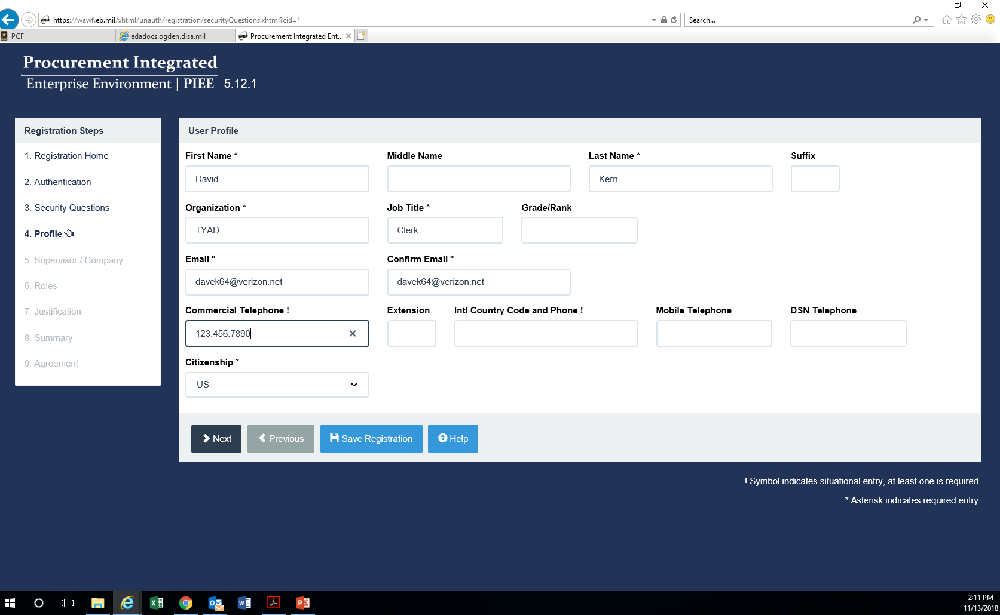 https://wawf.eb.mil/xhtml/unauth/registration/securityQuestions.xhtml?cid=1
Search...
PCF
edadocs.ogden.disa.mil
Procurement Integrated Ent...
Procurement Integrated
Enterprise Environment | PIEE 5.12.1
Registration Steps
1. Registration Home
2. Authentication
3. Security Questions
4. Profile
5. Supervisor / Company
6. Roles
7. Justification
8. Summary
9. Agreement
User Profile
First Name * Middle Name Last Name * Suffix
David Kern
Organization * Job Title * Grade/Rank
TYAD Clerk
Email * Confirm Email *
davek64@verizon.net davek64@verizon.net
Commercial Telephone ! Extension Intl Country Code and Phone ! Mobile Telephone DSN Telephone
123.456.7890
Citizenship *
US
Next Previous Save Registration Help
! Symbol indicates situational entry, at least one is required.
* Asterisk indicates required entry.
2:11 PM
11/13/2018